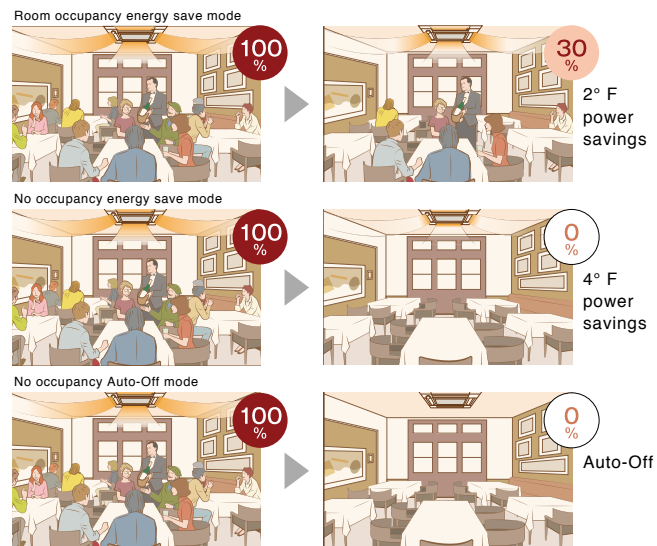 Room occupancy energy save mode
100
%
30
%
2° F
power
savings
No occupancy energy save mode
100
%
0
%
4° F
power
savings
No occupancy Auto-Off mode
100
%
0
%
Auto-Off